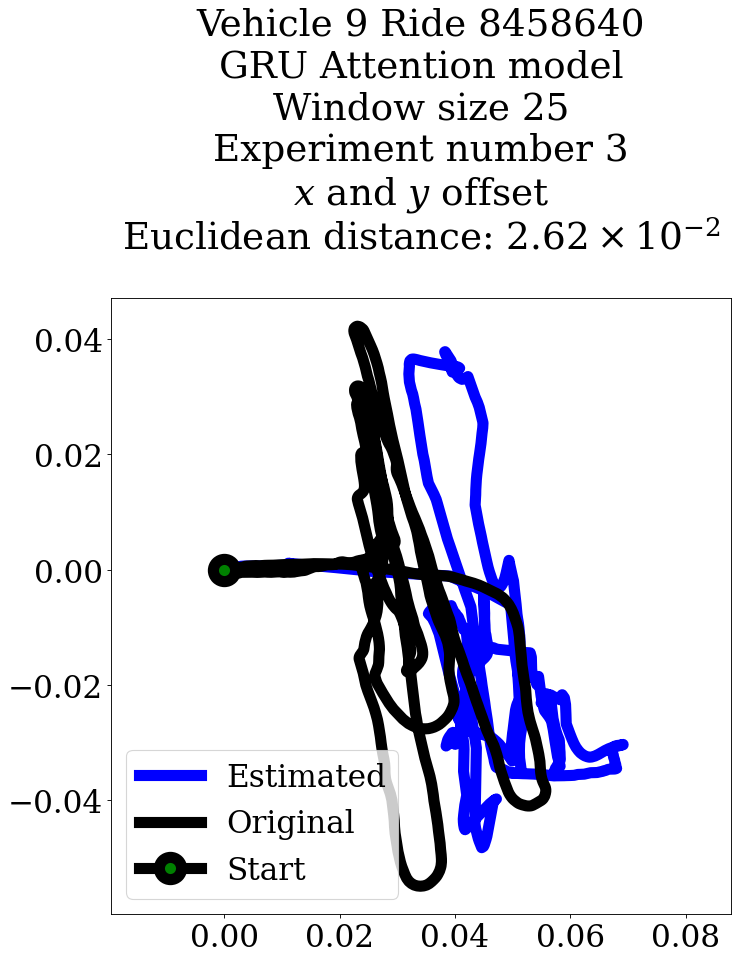 Vehicle 9 Ride 8458640
GRU Attention model
Window size 25
Experiment number 3
x and y offset
Euclidean distance: 2.62 × 10⁻²
0.04
0.02
0.00
−0.02
−0.04
Estimated
Original
Start
0.00 0.02 0.04 0.06 0.08